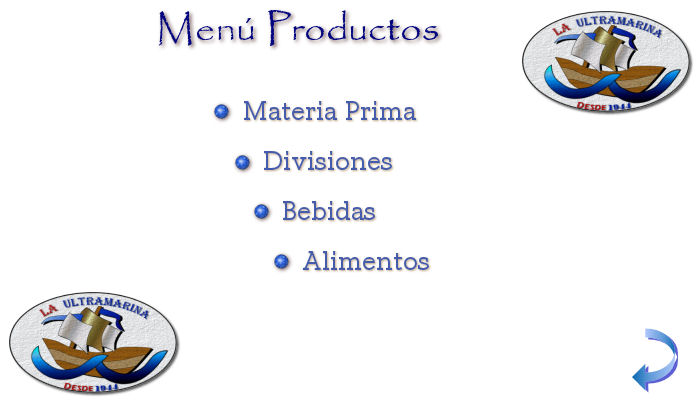 Menú Productos
LA ULTRAMARINA
DESDE 1944
Materia Prima
Divisiones
Bebidas
Alimentos
LA ULTRAMARINA
DESDE 1944